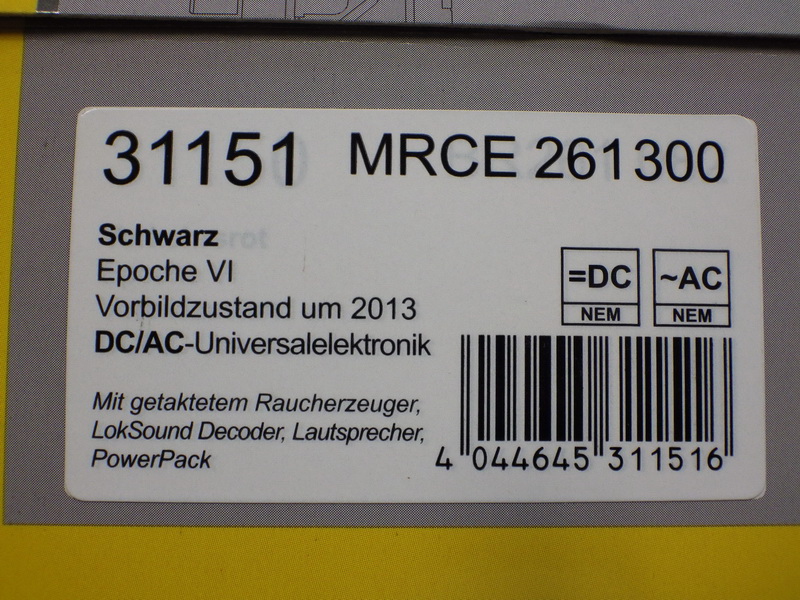 31151 MRCE 261300
Schwarz
Epoche VI
Vorbildzustand um 2013
DC/AC-Universalelektronik
=DC ~AC
NEM NEM
Mit getaktetem Raucherzeuger,
LokSound Decoder, Lautsprecher,
PowerPack
4 044645 311516